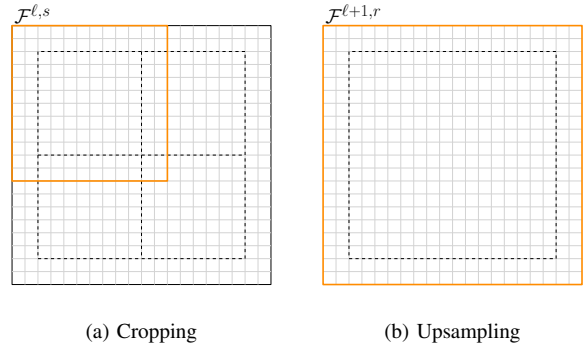 𝓕^{ℓ,s}
𝓕^{ℓ+1,r}
(a) Cropping
(b) Upsampling